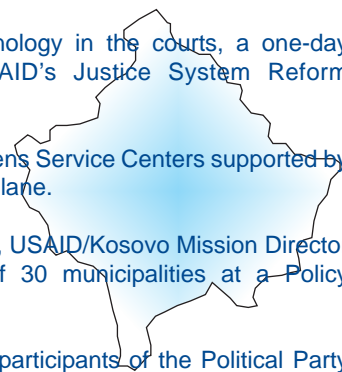 nology in the courts, a one-day
AID's Justice System Reform
ens Service Centers supported by
lane.
, USAID/Kosovo Mission Director
f 30 municipalities at a Policy
participants of the Political Party